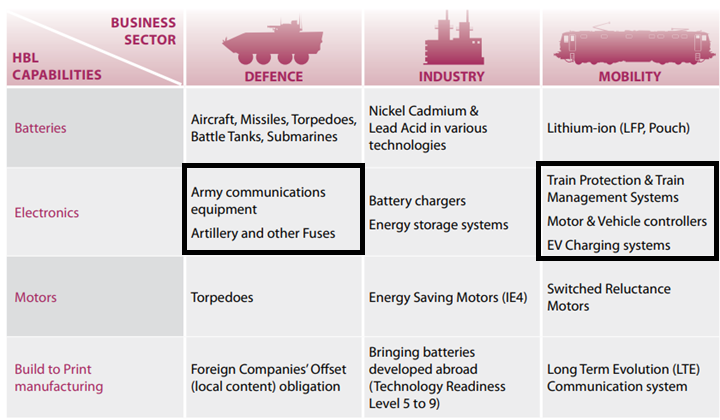 BUSINESS
SECTOR
HBL
CAPABILITIES
DEFENCE
INDUSTRY
MOBILITY
Batteries
Aircraft, Missiles, Torpedoes,
Battle Tanks, Submarines
Nickel Cadmium &
Lead Acid in various
technologies
Lithium-ion (LFP, Pouch)
Electronics
Army communications
equipment
Artillery and other Fuses
Battery chargers
Energy storage systems
Train Protection & Train
Management Systems
Motor & Vehicle controllers
EV Charging systems
Motors
Torpedoes
Energy Saving Motors (IE4)
Switched Reluctance
Motors
Build to Print
manufacturing
Foreign Companies' Offset
(local content) obligation
Bringing batteries
developed abroad
(Technology Readiness
Level 5 to 9)
Long Term Evolution (LTE)
Communication system